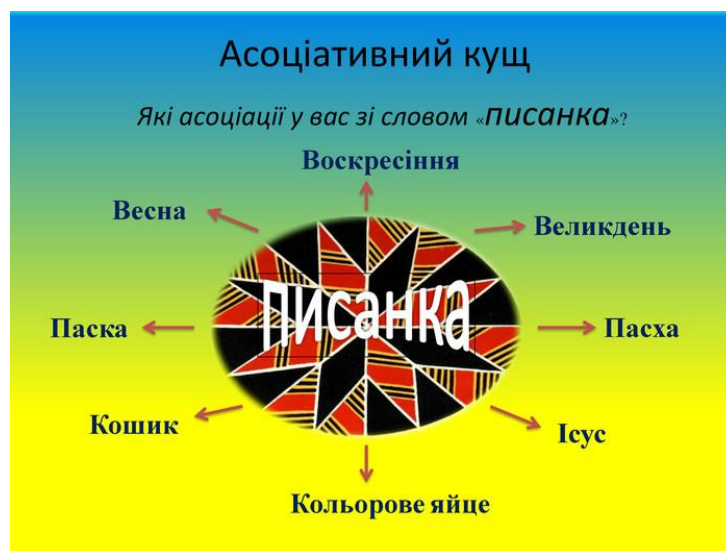 Асоціативний кущ
Які асоціації у вас зі словом «писанка»?
Воскресіння
Весна
Великдень
писанка
Паска
Пасха
Кошик
Ісус
Кольорове яйце